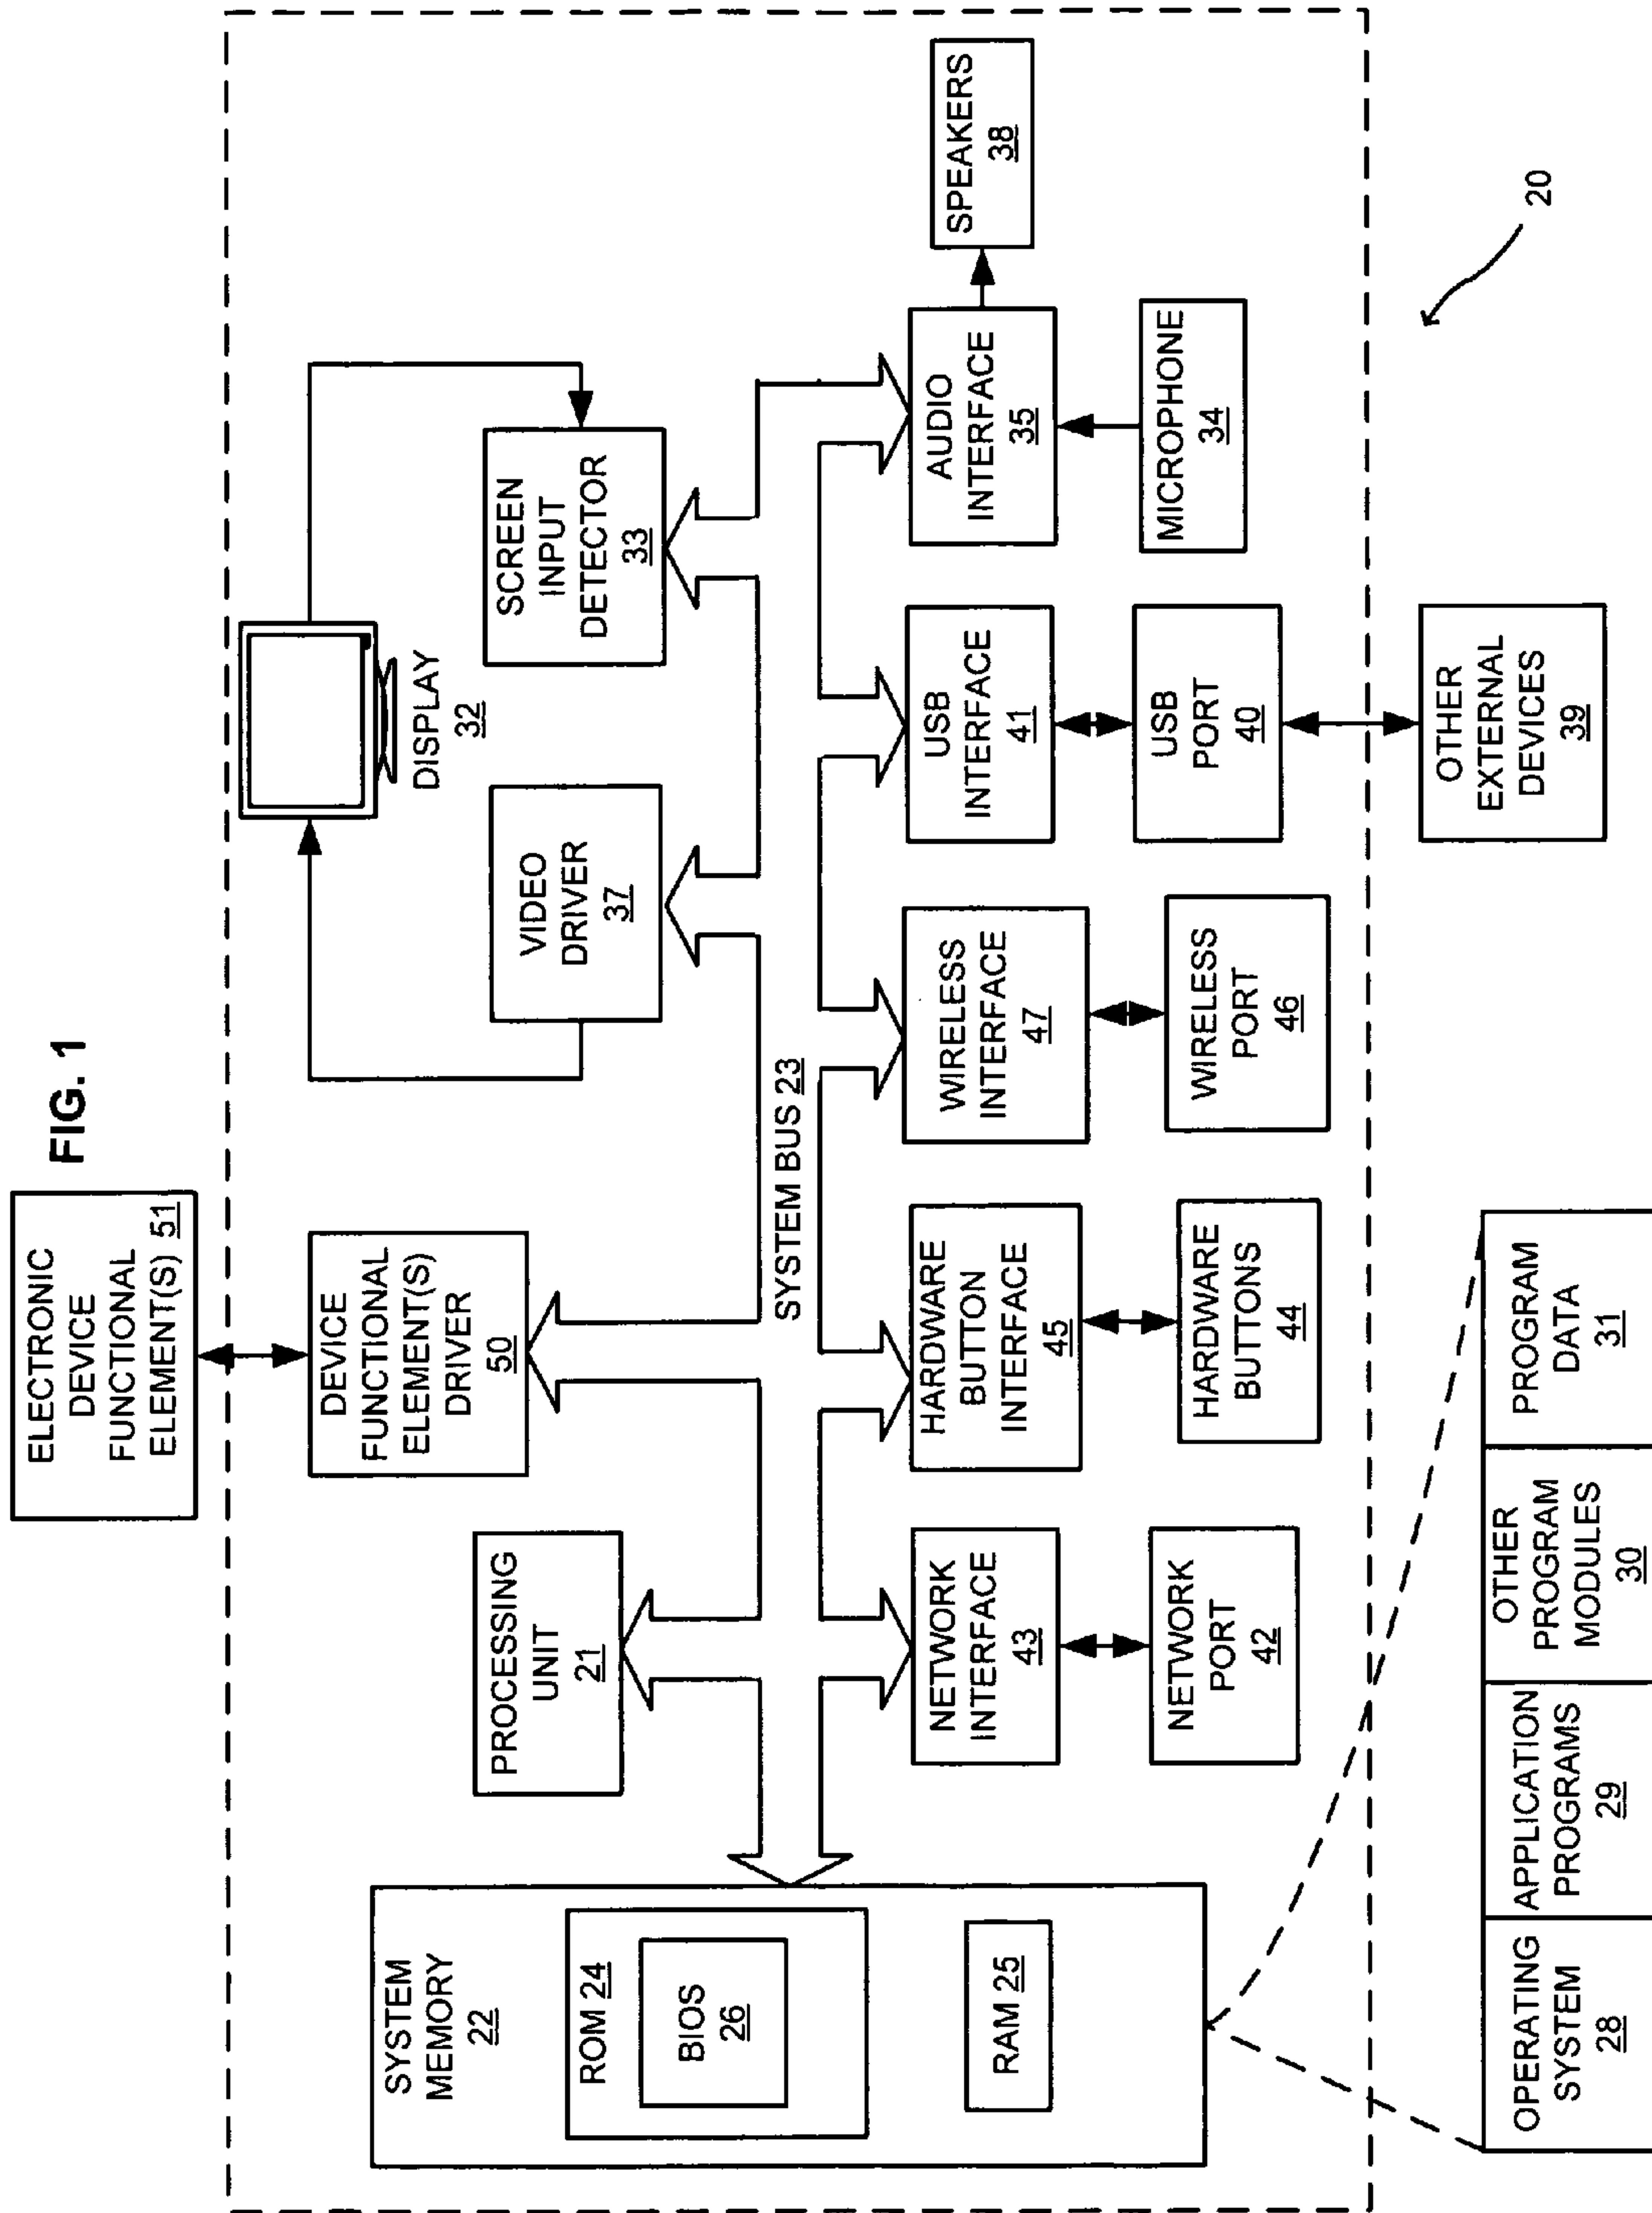 FIG. 1
ELECTRONIC
DEVICE
FUNCTIONAL
ELEMENT(S) 51
DEVICE
FUNCTIONAL
ELEMENT(S)
DRIVER
50
DISPLAY
32
SYSTEM
MEMORY
22
ROM 24
BIOS
26
RAM 25
PROCESSING
UNIT
21
VIDEO
DRIVER
37
SCREEN
INPUT
DETECTOR
33
SYSTEM BUS 23
NETWORK
INTERFACE
43
HARDWARE
BUTTON
INTERFACE
45
WIRELESS
INTERFACE
47
USB
INTERFACE
41
AUDIO
INTERFACE
35
SPEAKERS
38
NETWORK
PORT
42
HARDWARE
BUTTONS
44
WIRELESS
PORT
46
USB
PORT
40
MICROPHONE
34
OPERATING
SYSTEM
28
APPLICATION
PROGRAMS
29
OTHER
PROGRAM
MODULES
30
PROGRAM
DATA
31
OTHER
EXTERNAL
DEVICES
39
20